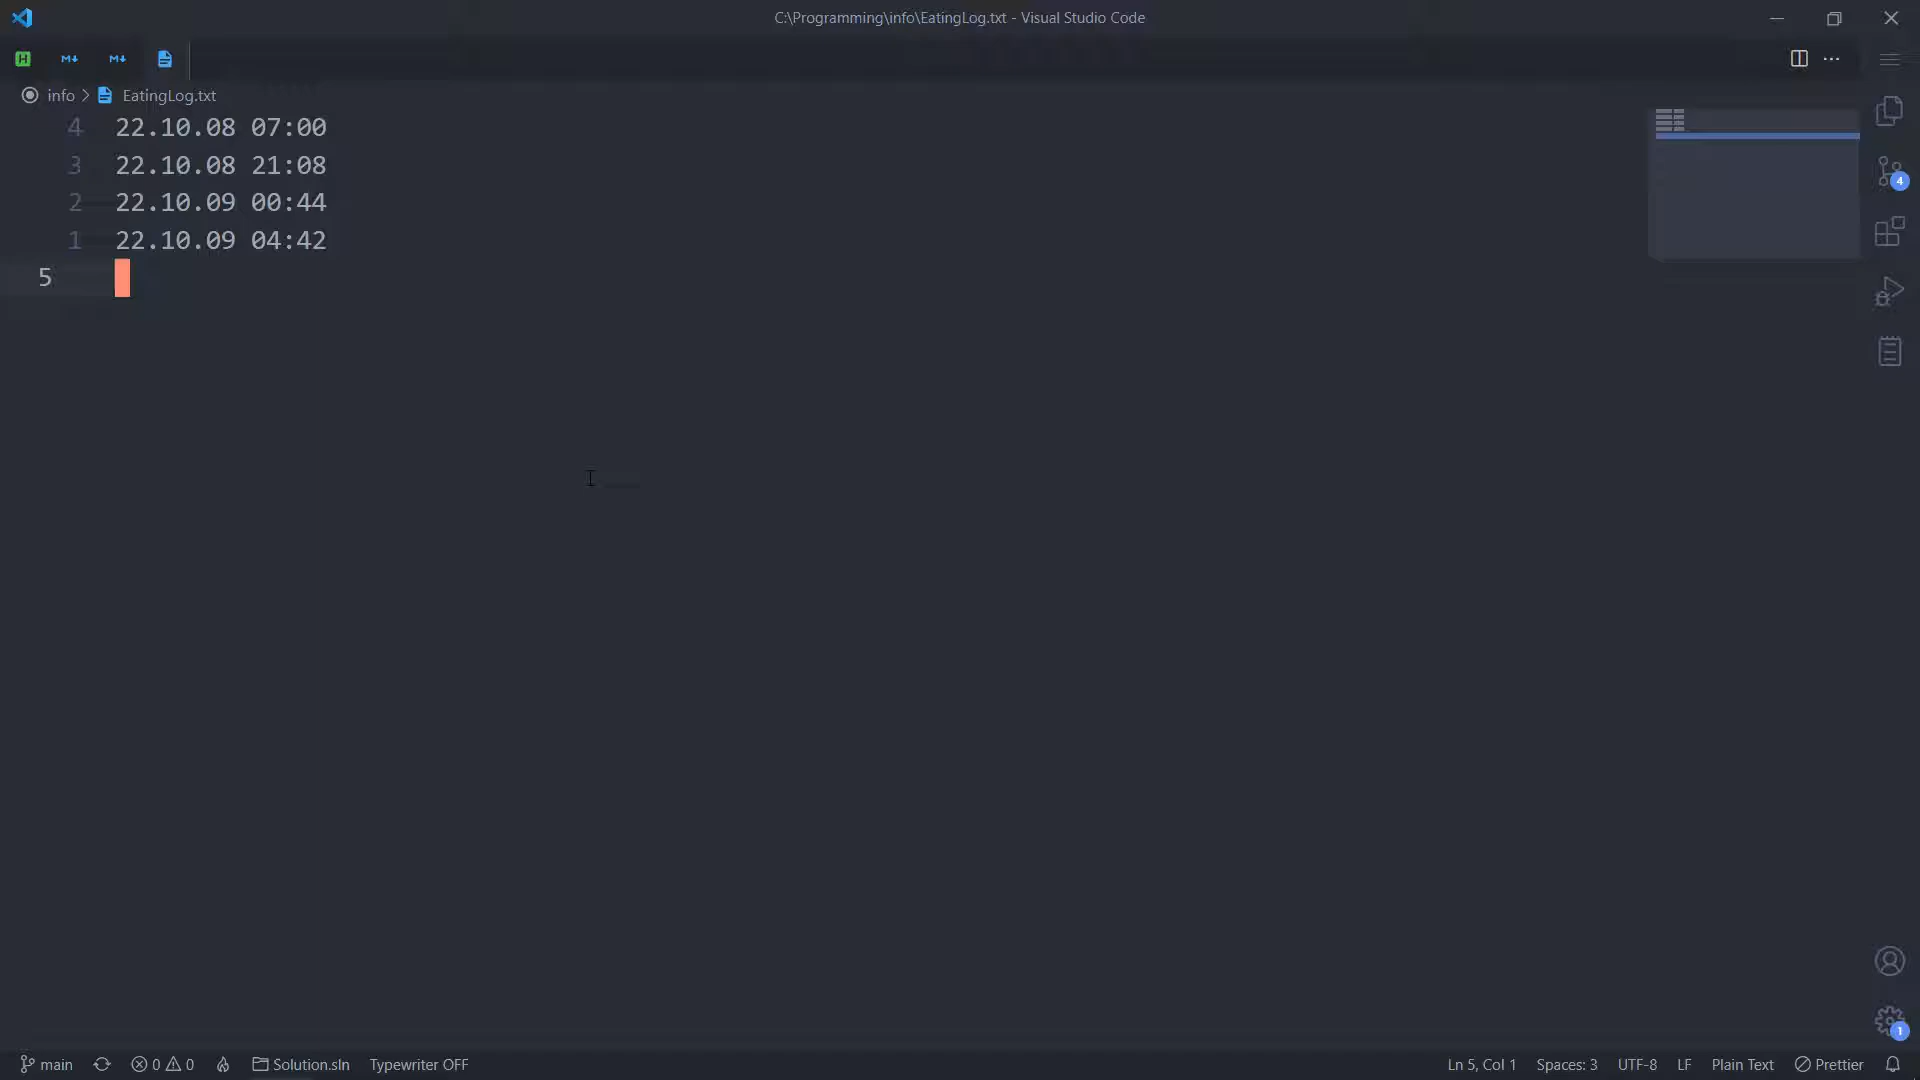 C:\Programming\info\EatingLog.txt - Visual Studio Code
H M↓ M↓
info > EatingLog.txt
4 22.10.08 07:00
3 22.10.08 21:08
2 22.10.09 00:44
1 22.10.09 04:42
5
4
1
main 0 0 Solution.sln Typewriter OFF Ln 5, Col 1 Spaces: 3 UTF-8 LF Plain Text Prettier